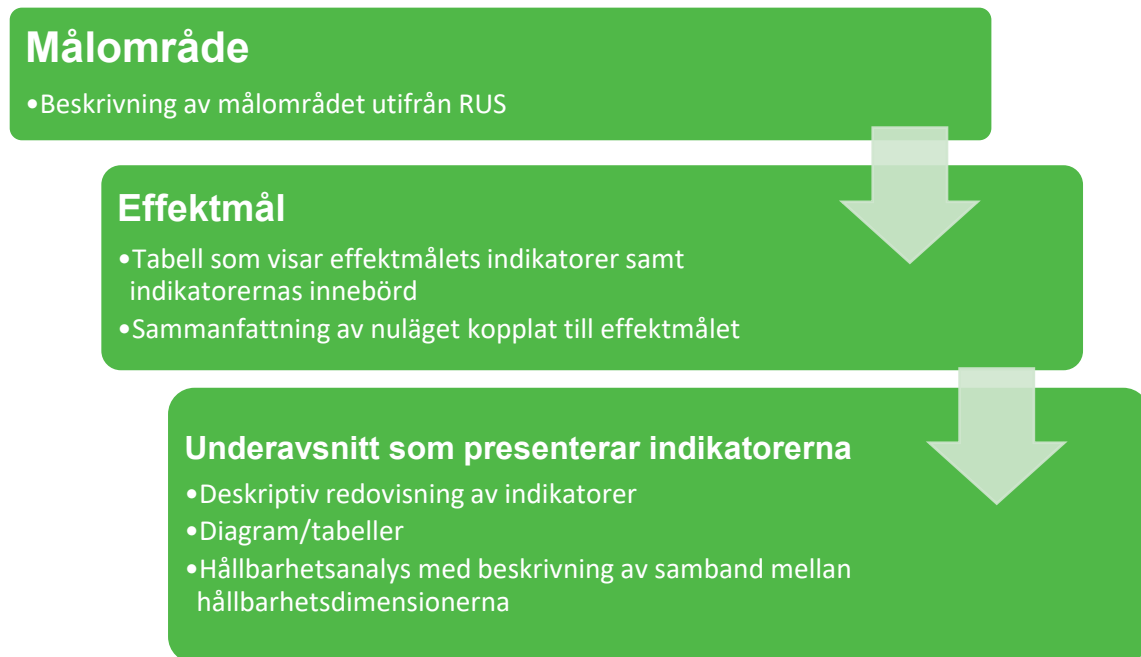 Målområde
•Beskrivning av målområdet utifrån RUS
Effektmål
•Tabell som visar effektmålets indikatorer samt
indikatorernas innebörd
•Sammanfattning av nuläget kopplat till effektmålet
Underavsnitt som presenterar indikatorerna
•Deskriptiv redovisning av indikatorer
•Diagram/tabeller
•Hållbarhetsanalys med beskrivning av samband mellan
hållbarhetsdimensionerna